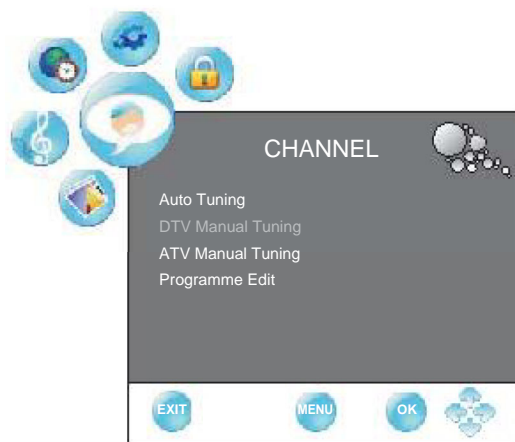 CHANNEL
Auto Tuning
DTV Manual Tuning
ATV Manual Tuning
Programme Edit
EXIT MENU OK